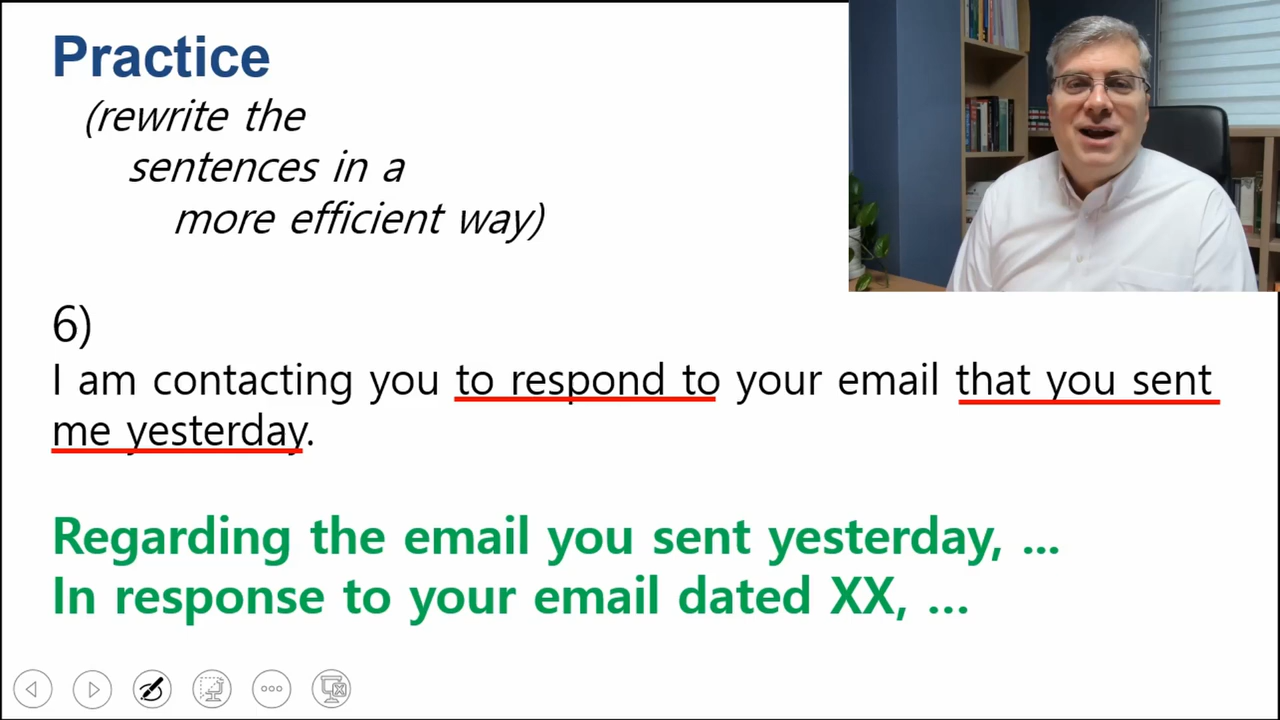 Practice
(rewrite the
sentences in a
more efficient way)
6)
I am contacting you to respond to your email that you sent
me yesterday.
Regarding the email you sent yesterday, ...
In response to your email dated XX, ...